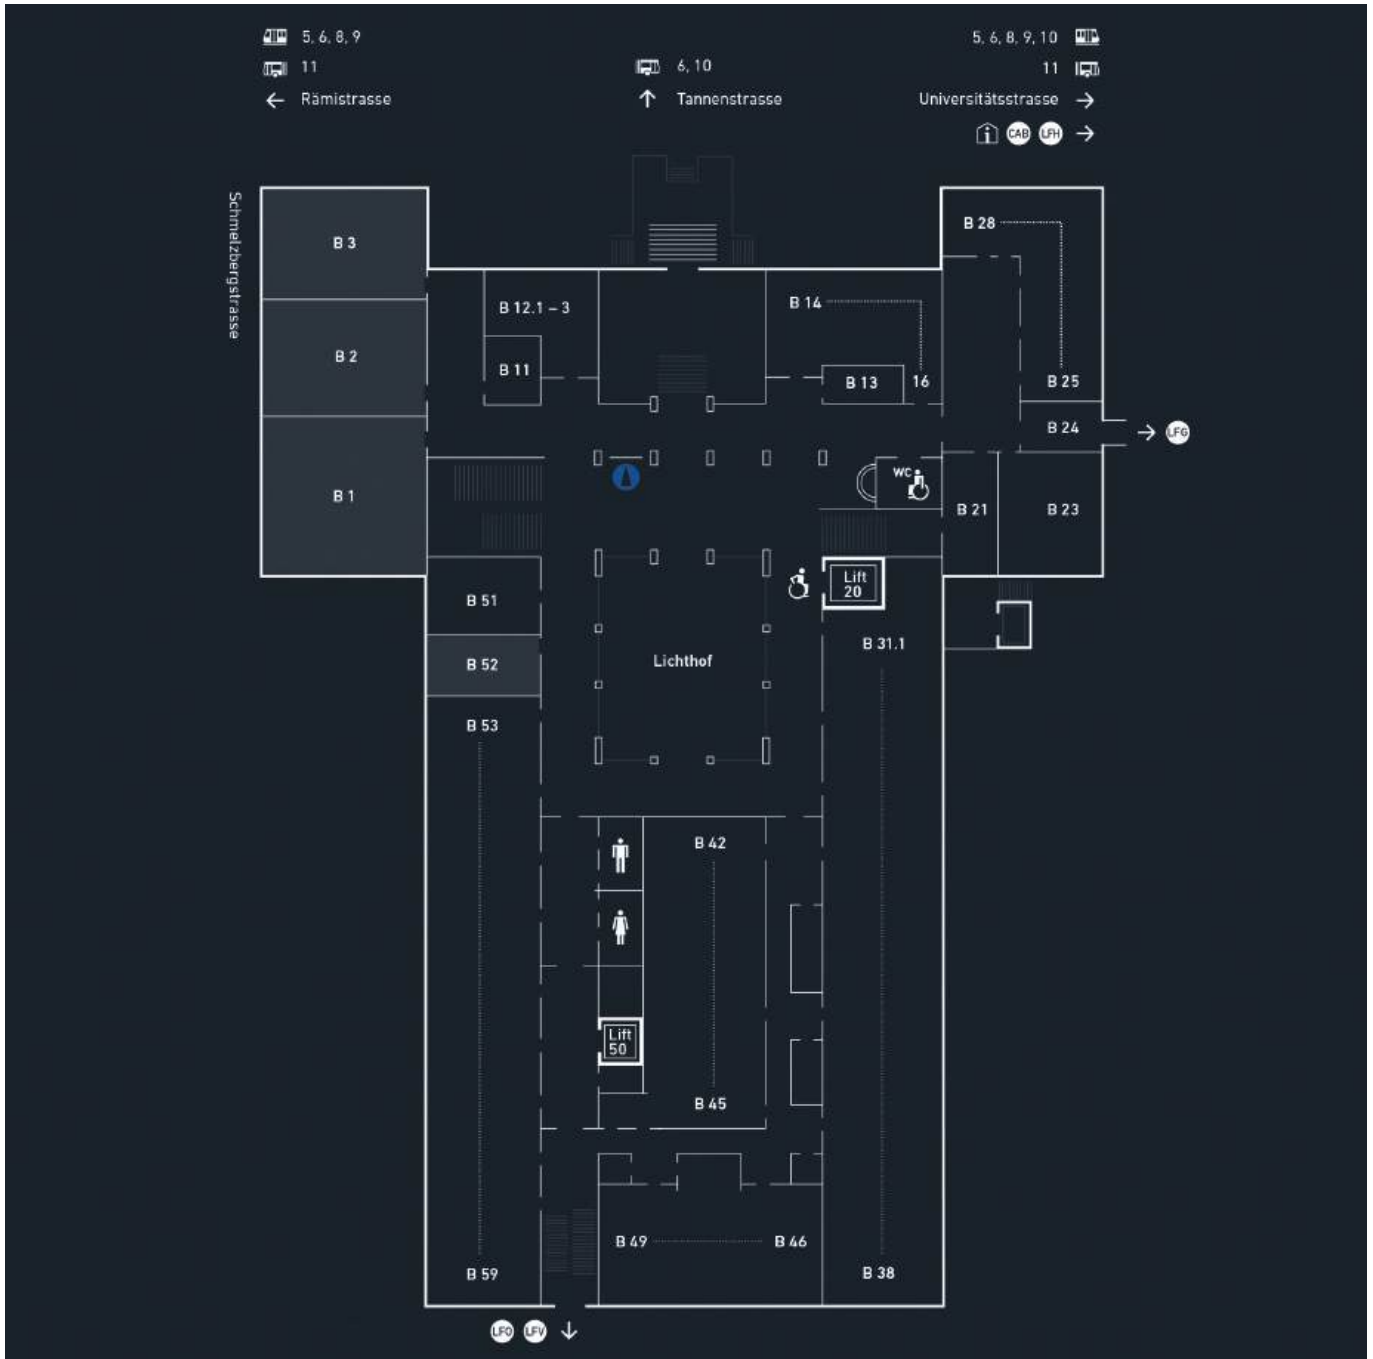 5, 6, 8, 9
11
Rämistrasse
6, 10
Tannenstrasse
5, 6, 8, 9, 10
11
Universitätsstrasse
i CAB LFH
Schmelzbergstrasse
B 3
B 28
B 12.1 – 3
B 14
B 2
B 11
B 13
16
B 25
B 24
LFG
B 1
WC
B 21
B 23
B 51
Lift
20
B 31.1
B 52
Lichthof
B 53
B 42
Lift
50
B 45
B 49
B 46
B 59
B 38
LFO LFV